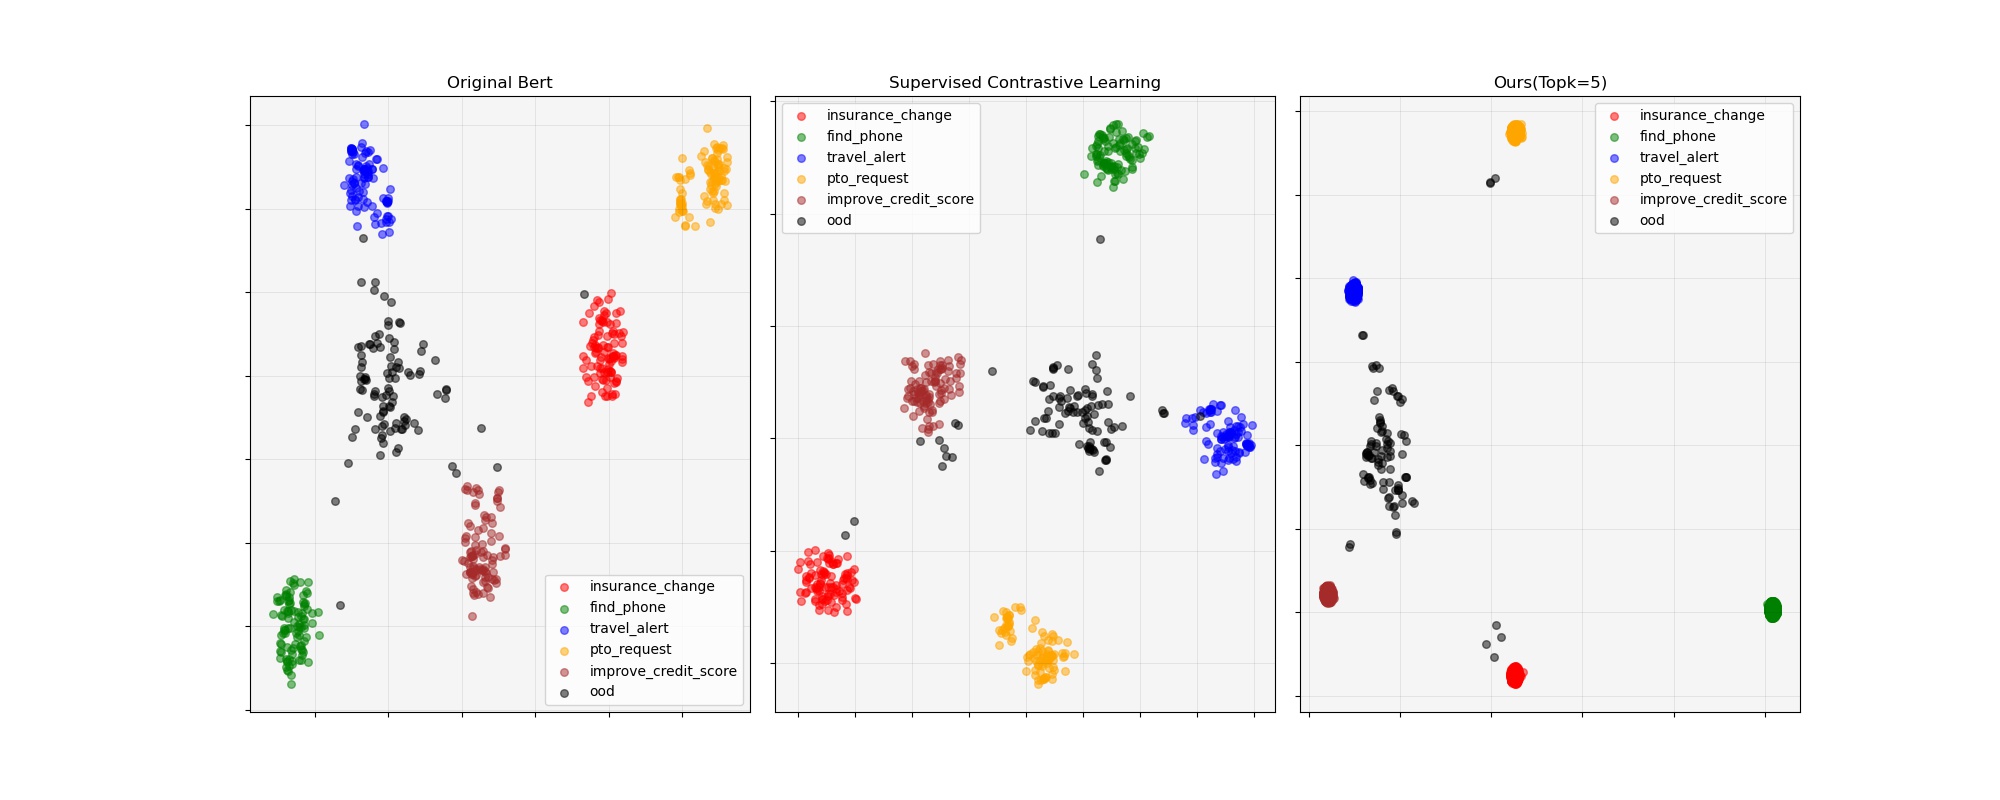 Original Bert
insurance_change
find_phone
travel_alert
pto_request
improve_credit_score
ood
Supervised Contrastive Learning
insurance_change
find_phone
travel_alert
pto_request
improve_credit_score
ood
Ours(Topk=5)
insurance_change
find_phone
travel_alert
pto_request
improve_credit_score
ood